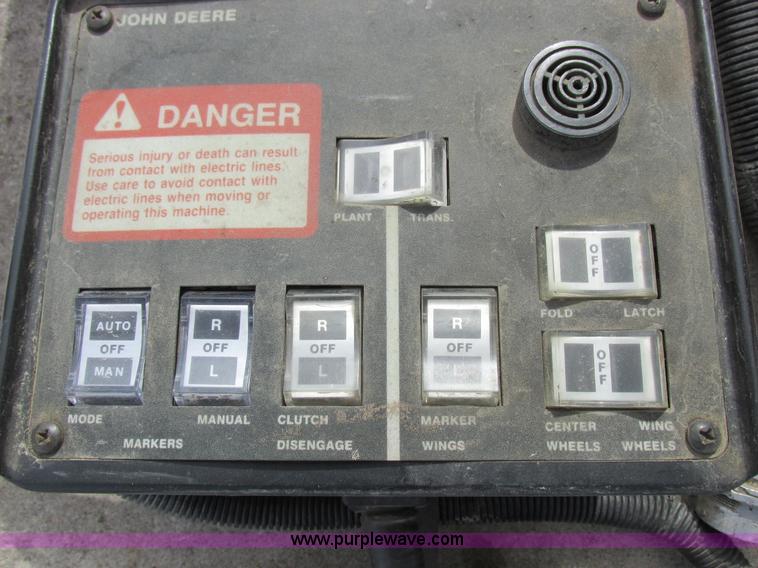 JOHN DEERE
DANGER
Serious injury or death can result
from contact with electric lines.
Use care to avoid contact with
electric lines when moving or
operating this machine.
PLANT TRANS.
OFF
FOLD LATCH
AUTO
OFF
MAN
R
OFF
L
R
OFF
L
R
OFF
L
OFF
MODE MANUAL CLUTCH MARKER CENTER WING
MARKERS DISENGAGE WINGS WHEELS WHEELS
www.purplewave.com